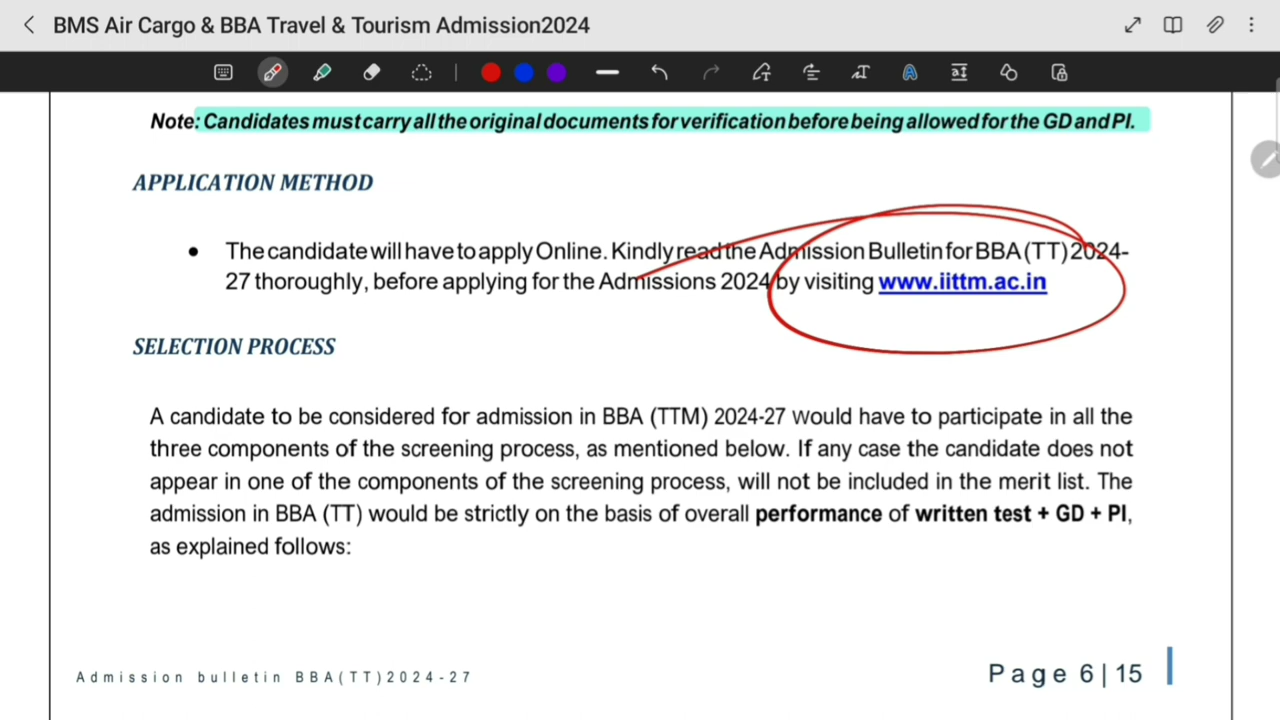 BMS Air Cargo & BBA Travel & Tourism Admission2024
Note: Candidates must carry all the original documents for verification before being allowed for the GD and PI.
APPLICATION METHOD
• The candidate will have to apply Online. Kindly read the Admission Bulletin for BBA (TT) 2024-
27 thoroughly, before applying for the Admissions 2024 by visiting www.iittm.ac.in
SELECTION PROCESS
A candidate to be considered for admission in BBA (TTM) 2024-27 would have to participate in all the
three components of the screening process, as mentioned below. If any case the candidate does not
appear in one of the components of the screening process, will not be included in the merit list. The
admission in BBA (TT) would be strictly on the basis of overall performance of written test + GD + PI,
as explained follows:
Admission bulletin BBA(TT)2024-27
Page 6|15